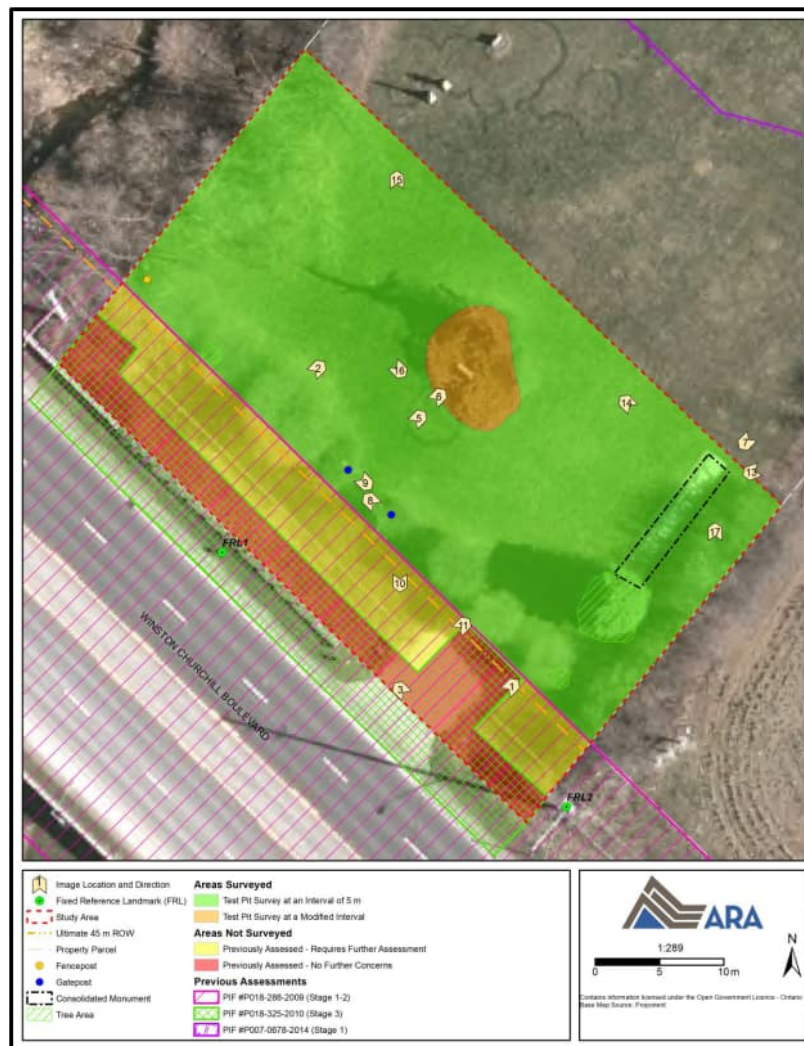 15
2
16
6
5
14
7
13
9
8
17
FRL1
10
11
WINSTON CHURCHILL BOULEVARD
3
1
FRL2
1 Image Location and Direction
Fixed Reference Landmark (FRL)
Study Area
Ultimate 45 m ROW
Property Parcel
Fencepost
Gatepost
Consolidated Monument
Tree Area
Areas Surveyed
Test Pit Survey at an Interval of 5 m
Test Pit Survey at a Modified Interval
Areas Not Surveyed
Previously Assessed - Requires Further Assessment
Previously Assessed - No Further Concerns
Previous Assessments
PIF #P018-288-2009 (Stage 1-2)
PIF #P018-325-2010 (Stage 3)
PIF #P007-0678-2014 (Stage 1)
ARA
1:289
N
0 5 10 m
Contains information licensed under the Open Government Licence - Ontario
Base Map Source: Proponent